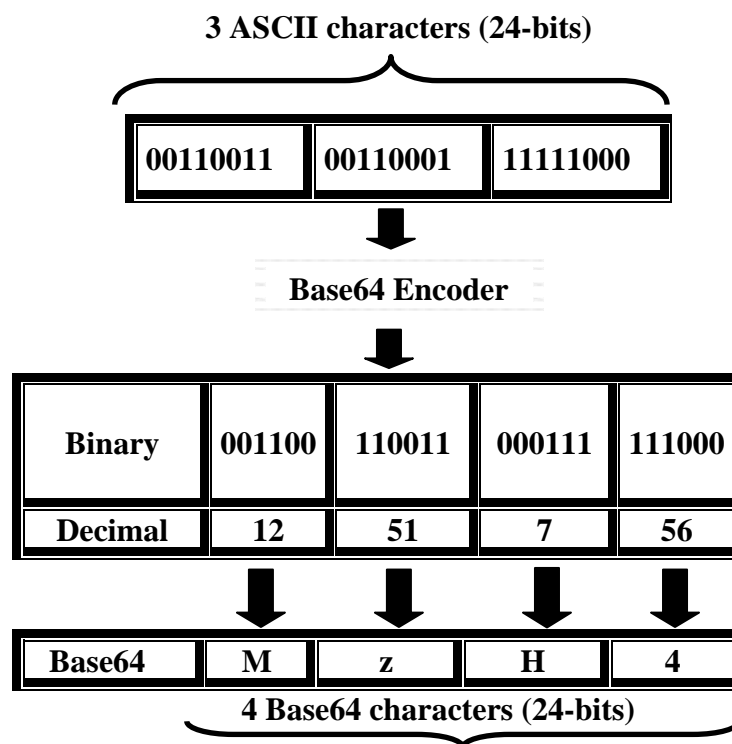 3 ASCII characters (24-bits)
00110011 00110001 11111000
Base64 Encoder
Binary 001100 110011 000111 111000
Decimal 12 51 7 56
Base64 M z H 4
4 Base64 characters (24-bits)